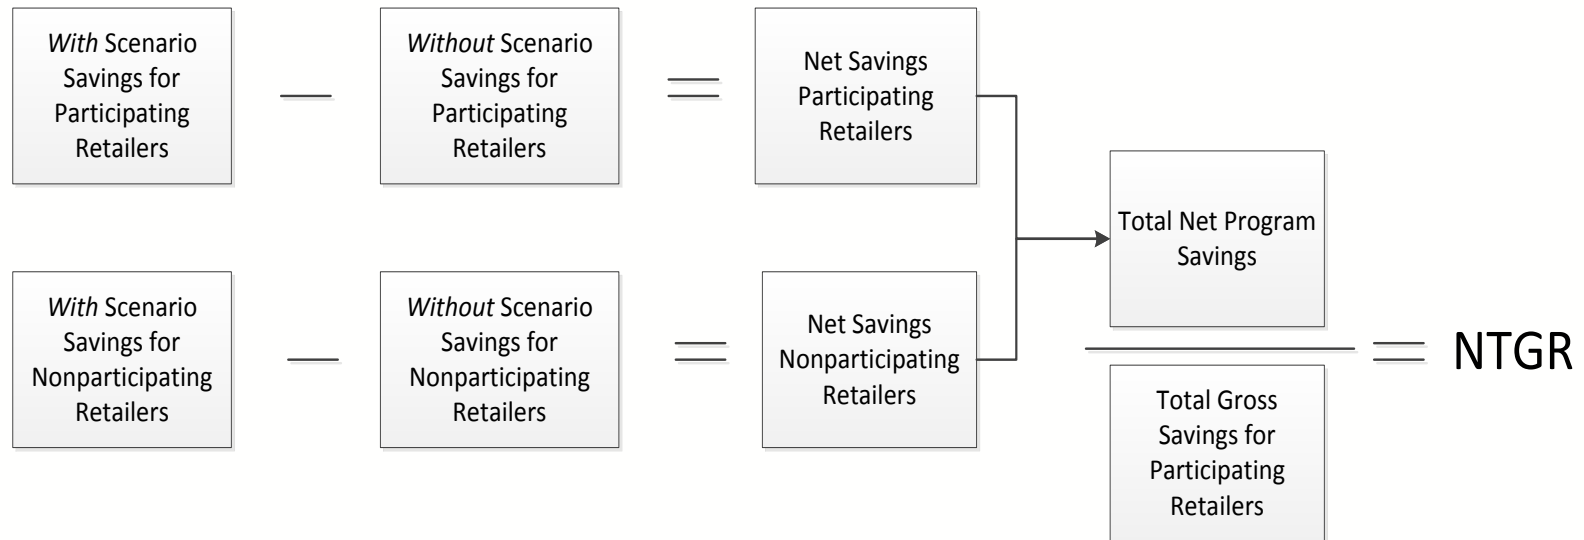 With Scenario
Savings for
Participating
Retailers
Without Scenario
Savings for
Participating
Retailers
Net Savings
Participating
Retailers
With Scenario
Savings for
Nonparticipating
Retailers
Without Scenario
Savings for
Nonparticipating
Retailers
Net Savings
Nonparticipating
Retailers
Total Net Program
Savings
Total Gross
Savings for
Participating
Retailers
NTGR